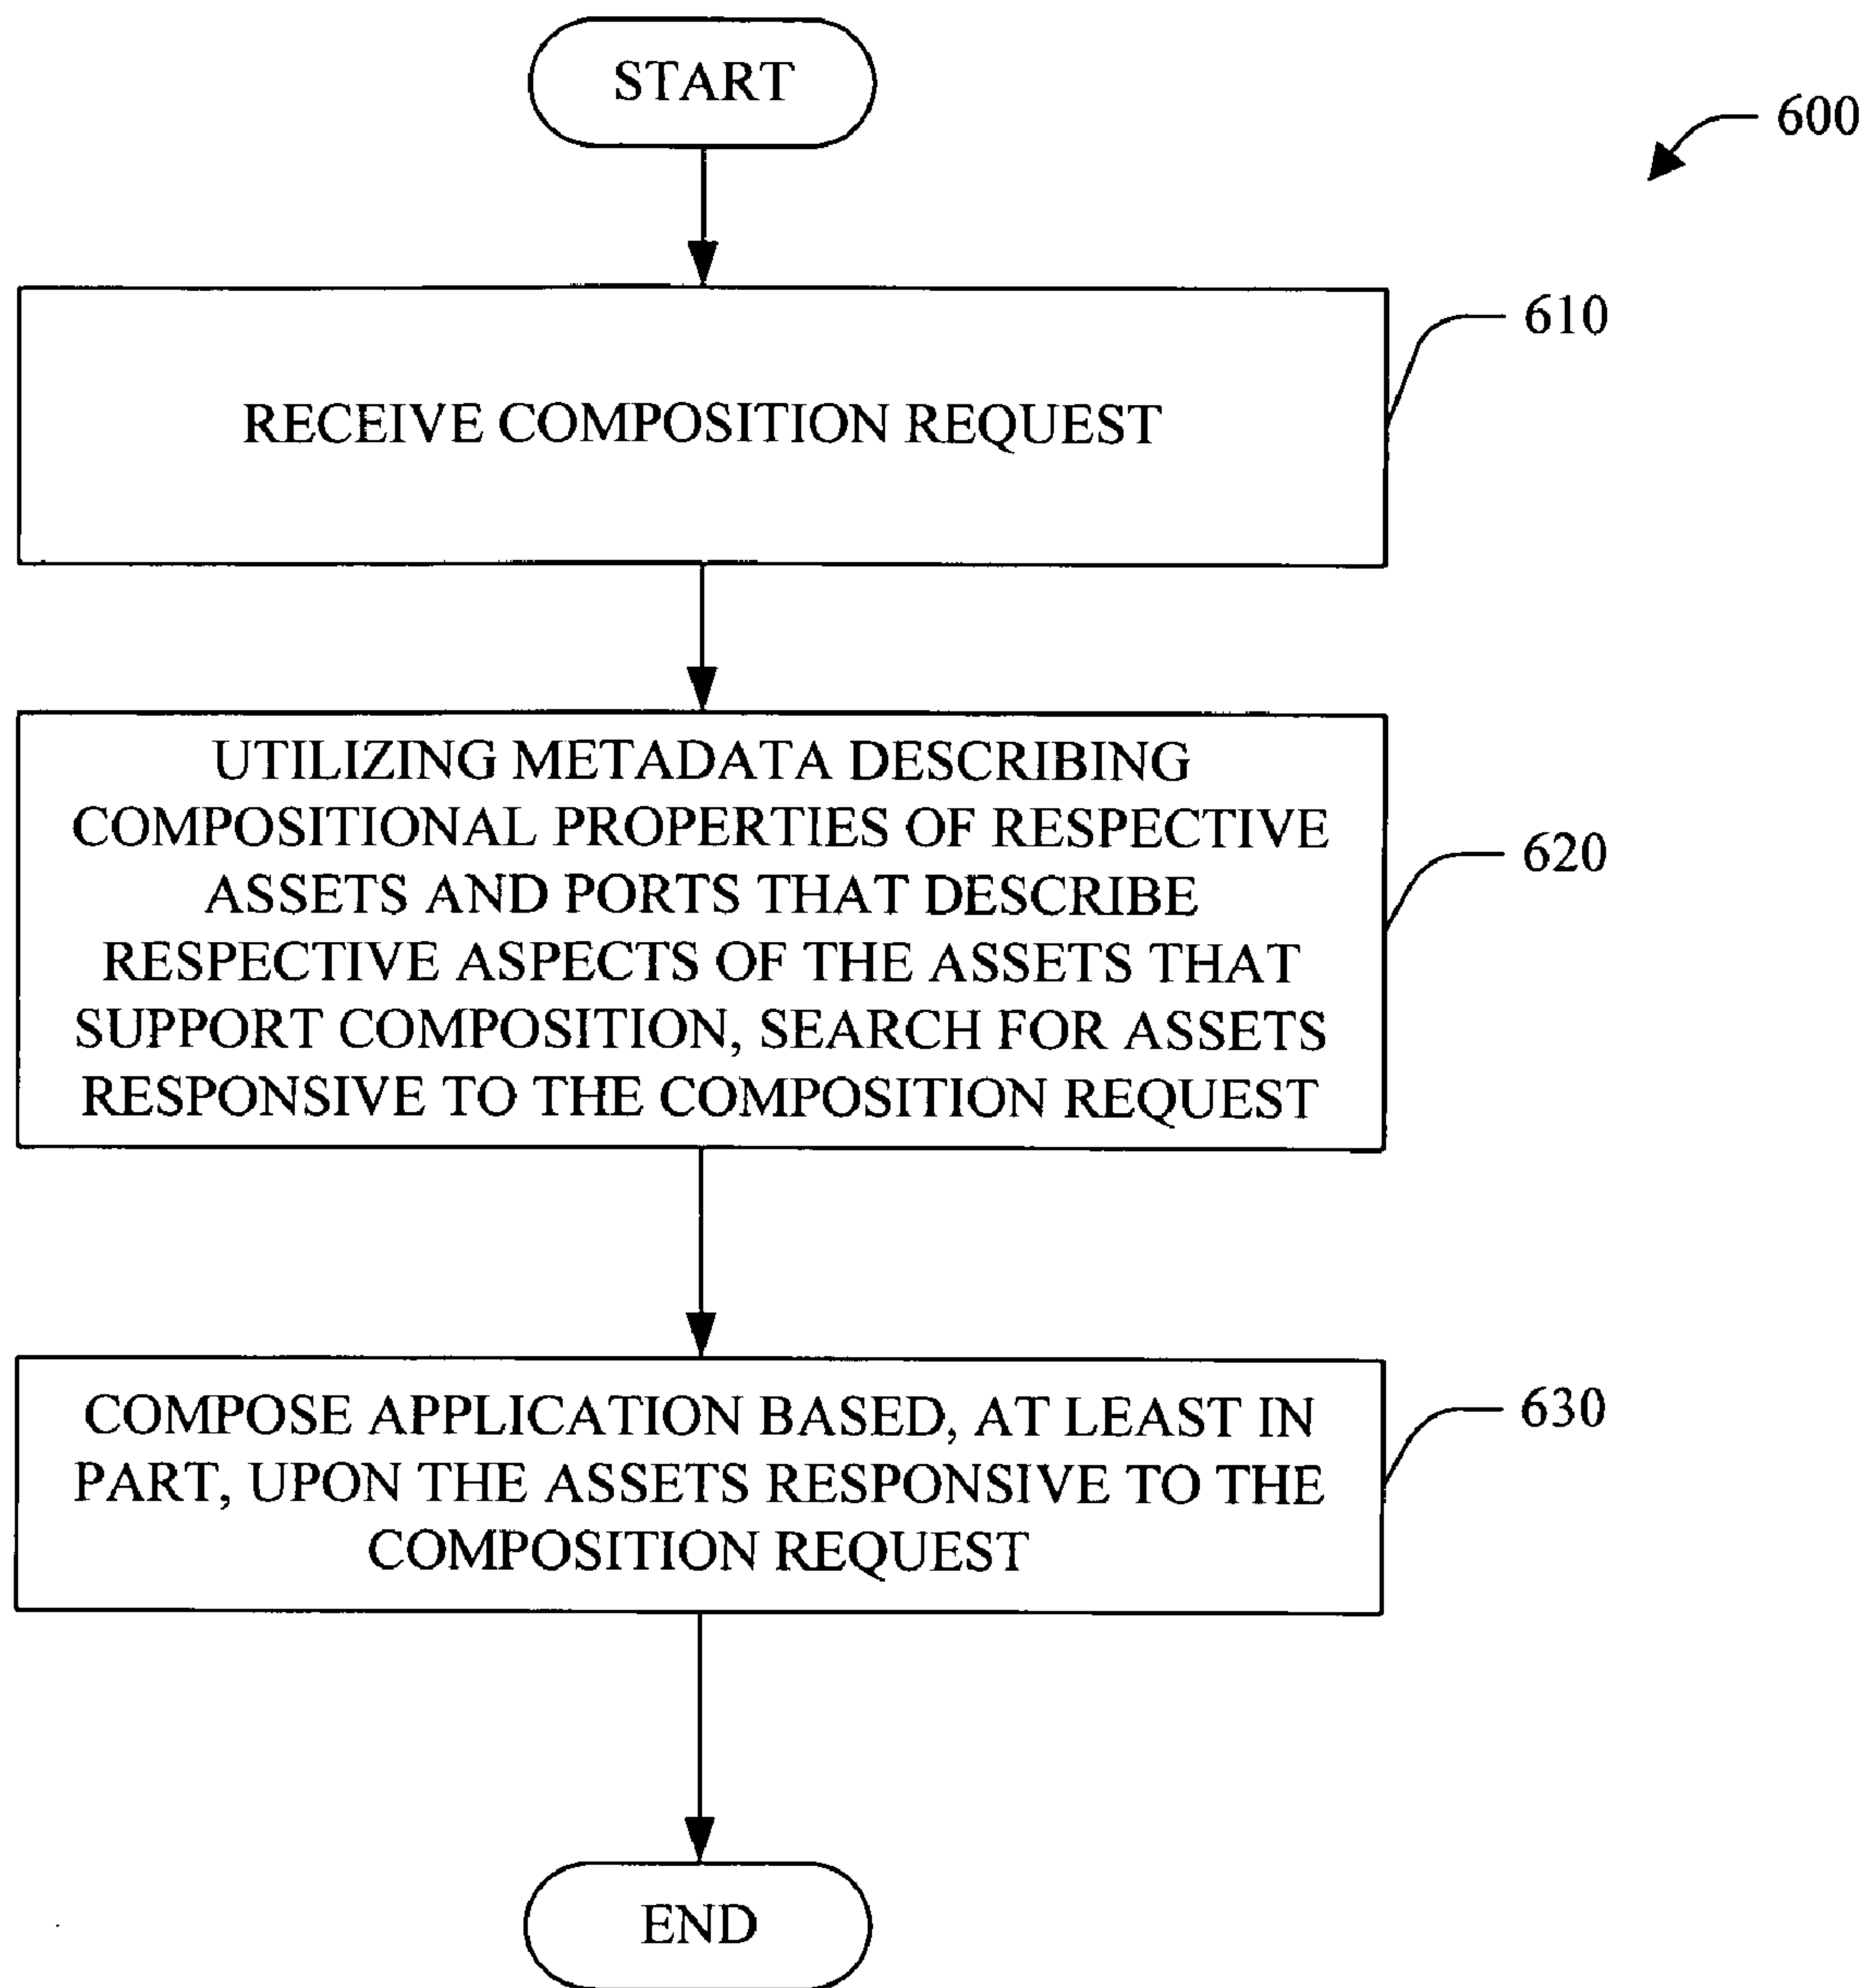 START
600
610
RECEIVE COMPOSITION REQUEST
UTILIZING METADATA DESCRIBING
COMPOSITIONAL PROPERTIES OF RESPECTIVE
ASSETS AND PORTS THAT DESCRIBE
RESPECTIVE ASPECTS OF THE ASSETS THAT
SUPPORT COMPOSITION, SEARCH FOR ASSETS
RESPONSIVE TO THE COMPOSITION REQUEST
620
COMPOSE APPLICATION BASED, AT LEAST IN
PART, UPON THE ASSETS RESPONSIVE TO THE
COMPOSITION REQUEST
630
END